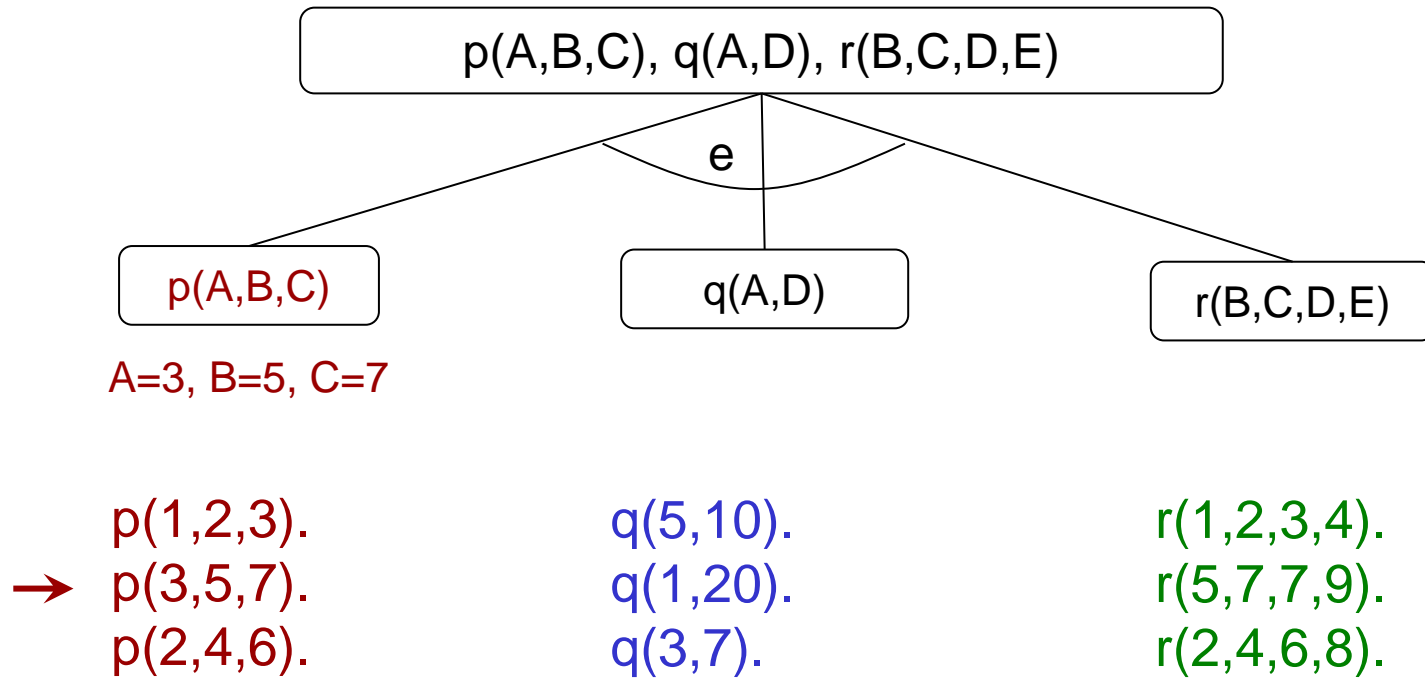 p(A,B,C), q(A,D), r(B,C,D,E)
e
p(A,B,C)
q(A,D)
r(B,C,D,E)
A=3, B=5, C=7
p(1,2,3). q(5,10). r(1,2,3,4).
→ p(3,5,7). q(1,20). r(5,7,7,9).
p(2,4,6). q(3,7). r(2,4,6,8).